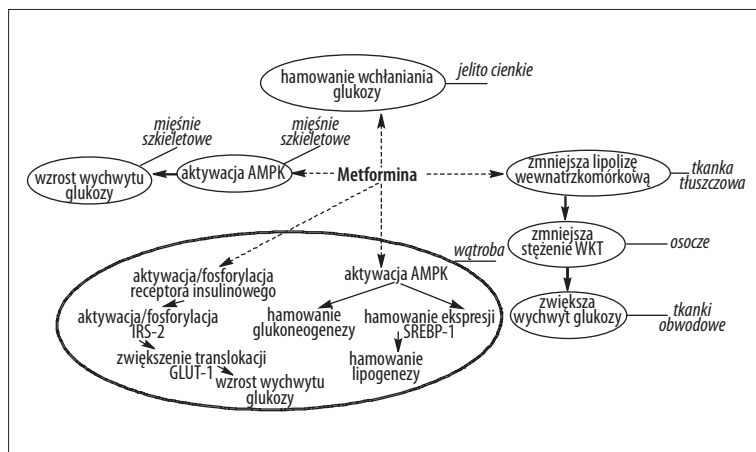 hamowanie wchłaniania
glukozy
jelito cienkie
mięśnie
szkieletowe
mięśnie
szkieletowe
wzrost wychwytu
glukozy
aktywacja AMPK
Metformina
zmniejsza lipolizę
wewnatrzkomórkową
tkanka
tłuszczowa
zmniejsza
stężenie WKT
osocze
zwiększa
wychwyt glukozy
tkanki
obwodowe
wątroba
aktywacja/fosforylacja
receptora insulinowego
aktywacja/fosforylacja
IRS-2
zwiększenie translokacji
GLUT-1
wzrost wychwytu
glukozy
aktywacja AMPK
hamowanie
glukoneogenezy
hamowanie ekspresji
SREBP-1
hamowanie
lipogenezy